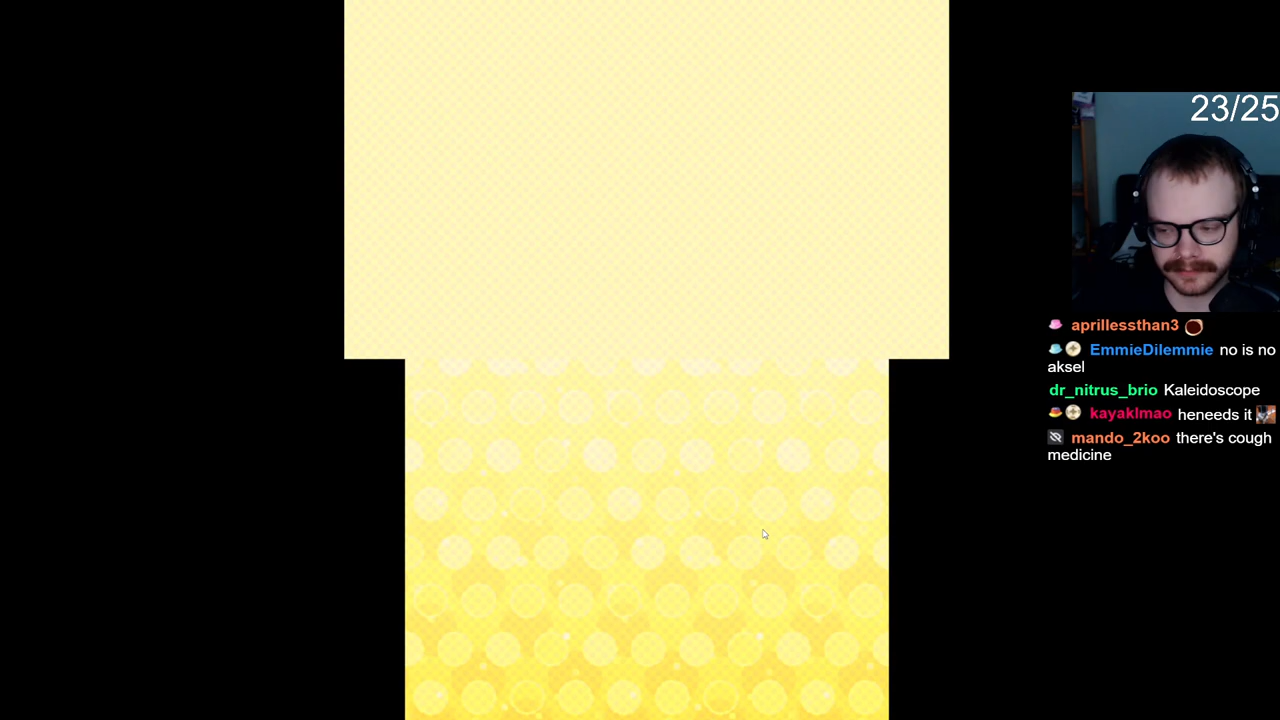 23/25
aprillessthan3
EmmieDilemmie no is no
aksel
dr_nitrus_brio Kaleidoscope
kayaklmao heneeds it
mando_2koo there's cough
medicine